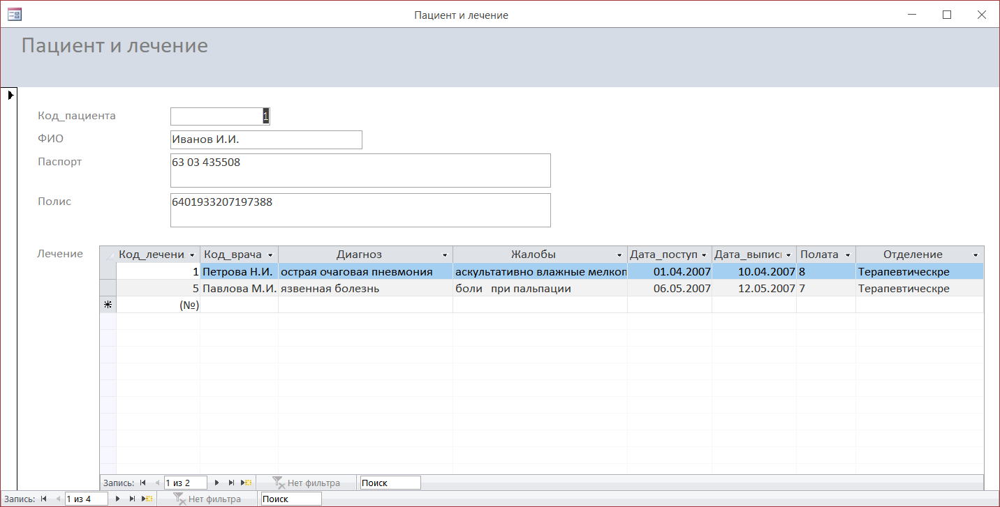 Пациент и лечение
Пациент и лечение
Код_пациента 1
ФИО Иванов И.И.
Паспорт 63 03 435508
Полис 6401933207197388
Лечение Код_лечени Код_врача Диагноз Жалобы Дата_поступ Дата_выписі Полата Отделение
1 Петрова Н.И. острая очаговая пневмония аскультативно влажные мелкоп 01.04.2007 10.04.2007 8 Терапевтическре
5 Павлова М.И. язвенная болезнь боли при пальпации 06.05.2007 12.05.2007 7 Терапевтическре
(№)
Запись: 1 из 2 Нет фильтра Поиск
Запись: 1 из 4 Нет фильтра Поиск